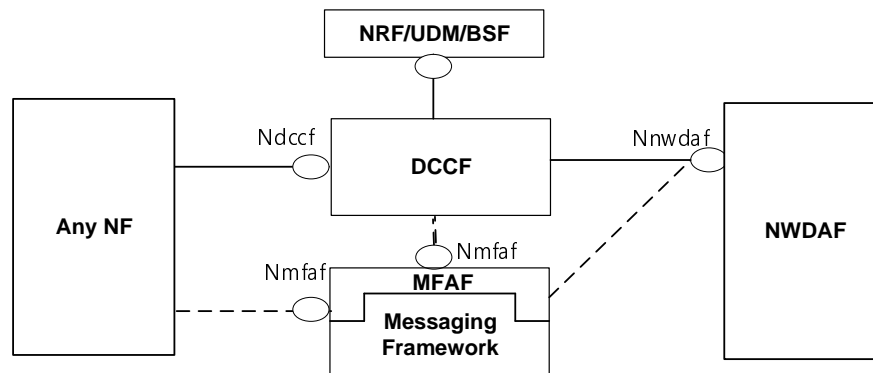 NRF/UDM/BSF
Ndccf
Nnwdaf
DCCF
Any NF
NWDAF
Nmfaf
Nmfaf
MFAF
Messaging
Framework